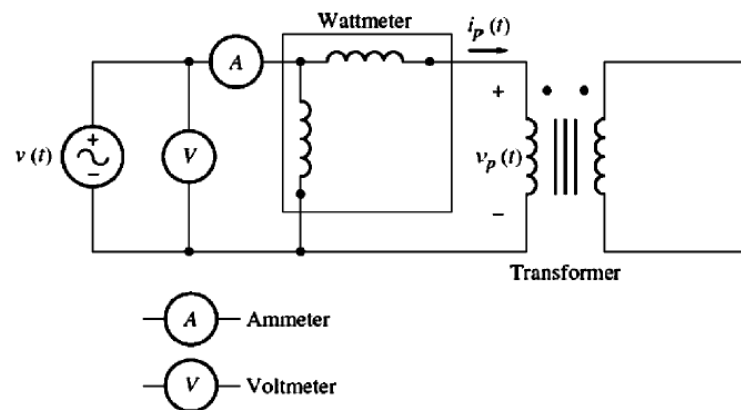 Wattmeter
i_p (t)
A
+
v (t)
+
−
V
v_p (t)
−
Transformer
A
Ammeter
V
Voltmeter